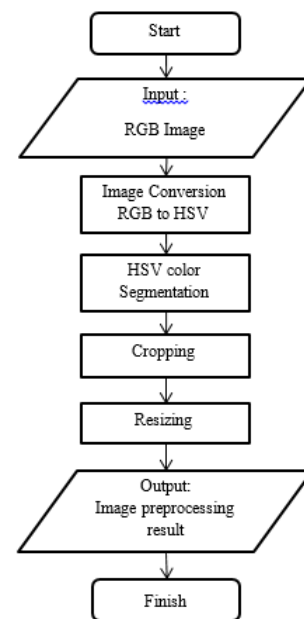 Start
Input :
RGB Image
Image Conversion
RGB to HSV
HSV color
Segmentation
Cropping
Resizing
Output:
Image preprocessing
result
Finish